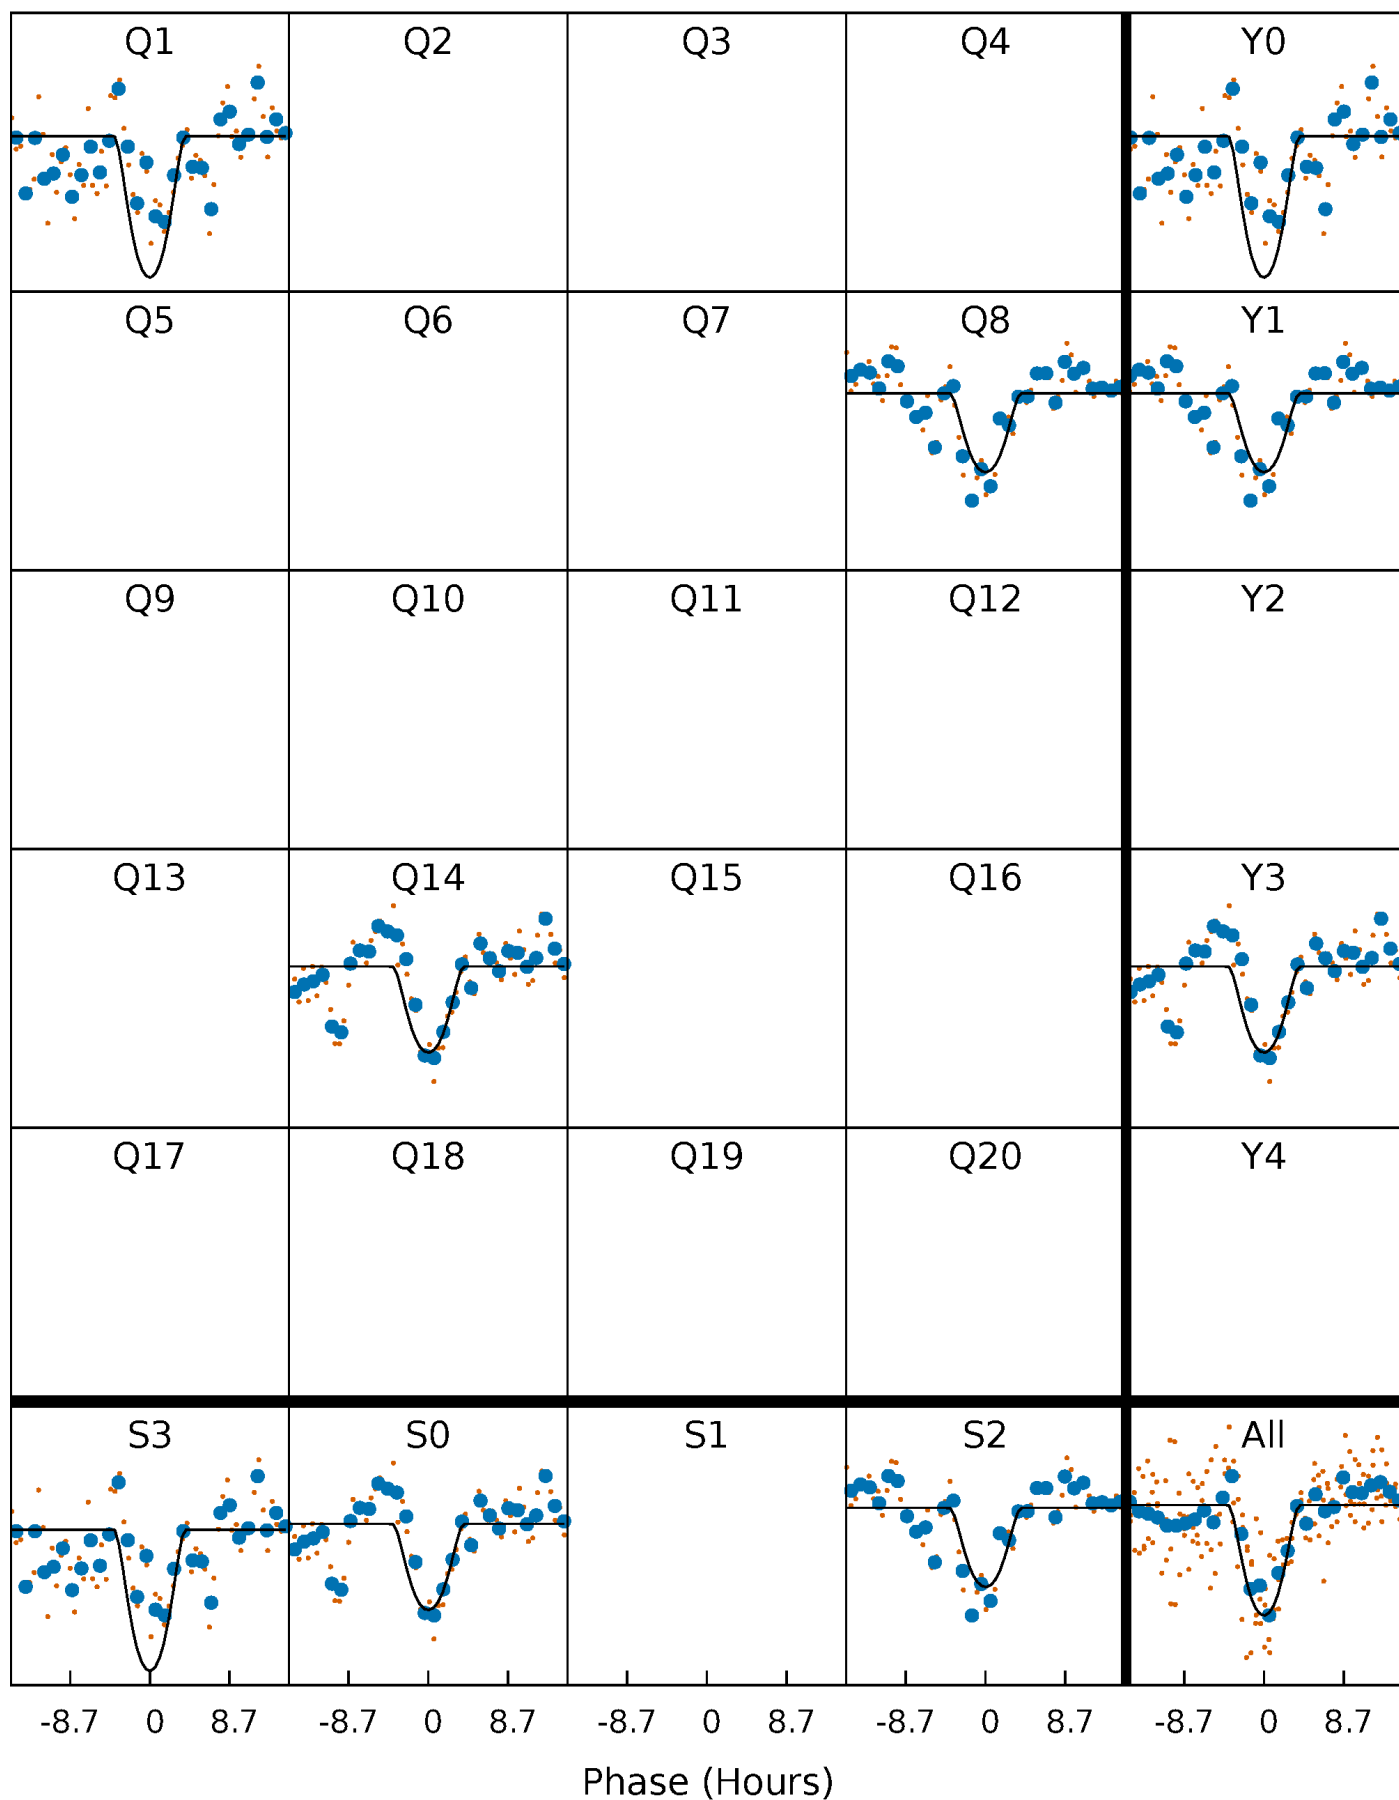 Q1 Q2 Q3 Q4 Y0
Q5 Q6 Q7 Q8 Y1
Q9 Q10 Q11 Q12 Y2
Q13 Q14 Q15 Q16 Y3
Q17 Q18 Q19 Q20 Y4
S3 S0 S1 S2 All
-8.7 0 8.7 -8.7 0 8.7 -8.7 0 8.7 -8.7 0 8.7 -8.7 0 8.7
Phase (Hours)